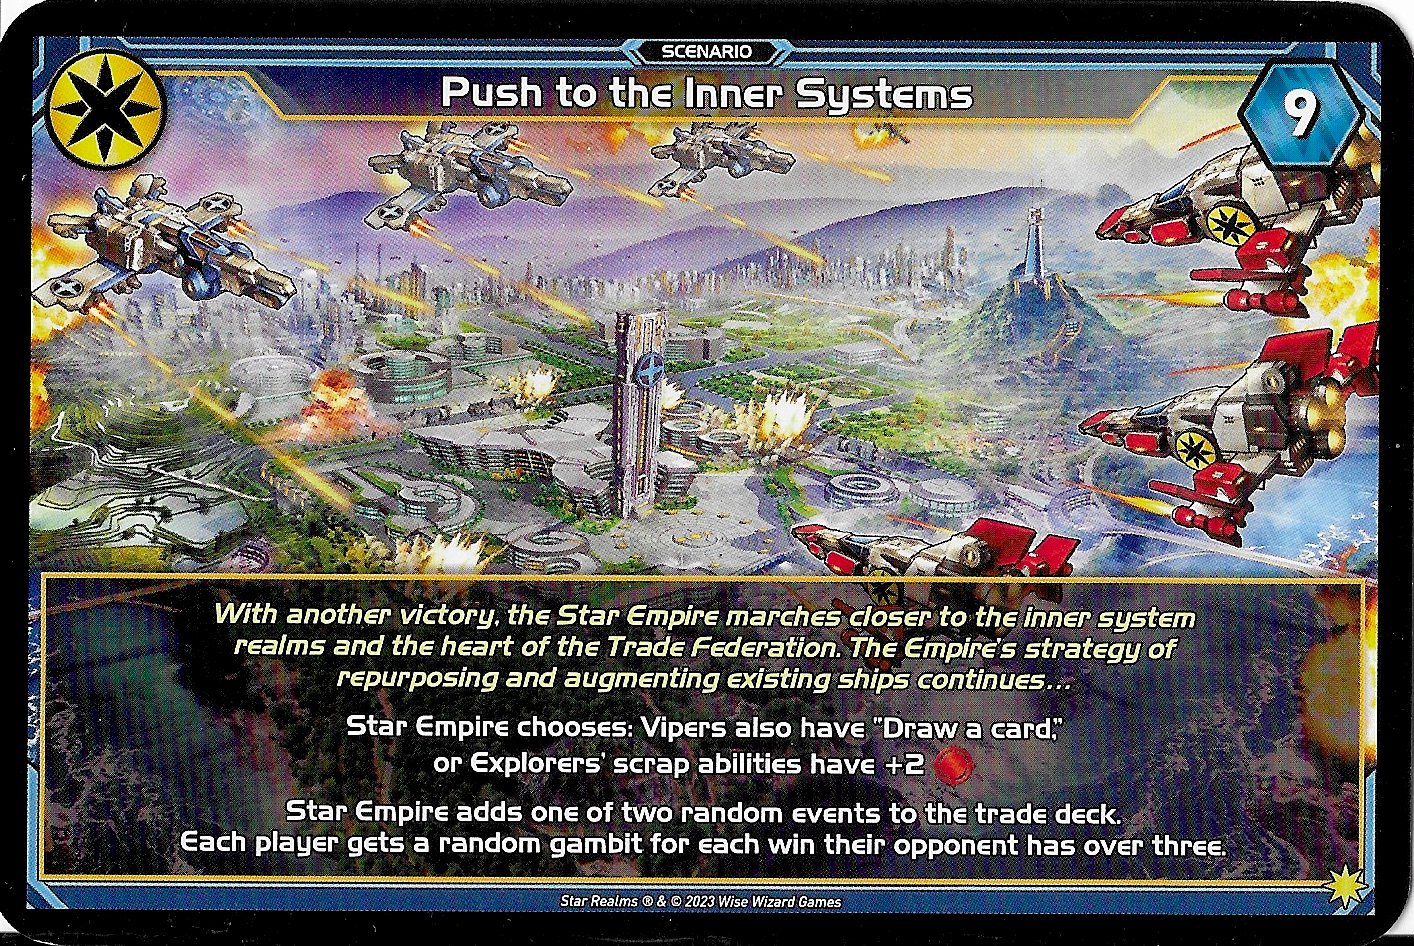 SCENARIO
Push to the Inner Systems
9
With another victory, the Star Empire marches closer to the inner system
realms and the heart of the Trade Federation. The Empire's strategy of
repurposing and augmenting existing ships continues...
Star Empire chooses: Vipers also have "Draw a card,"
or Explorers' scrap abilities have +2
Star Empire adds one of two random events to the trade deck.
Each player gets a random gambit for each win their opponent has over three.
Star Realms ® & © 2023 Wise Wizard Games